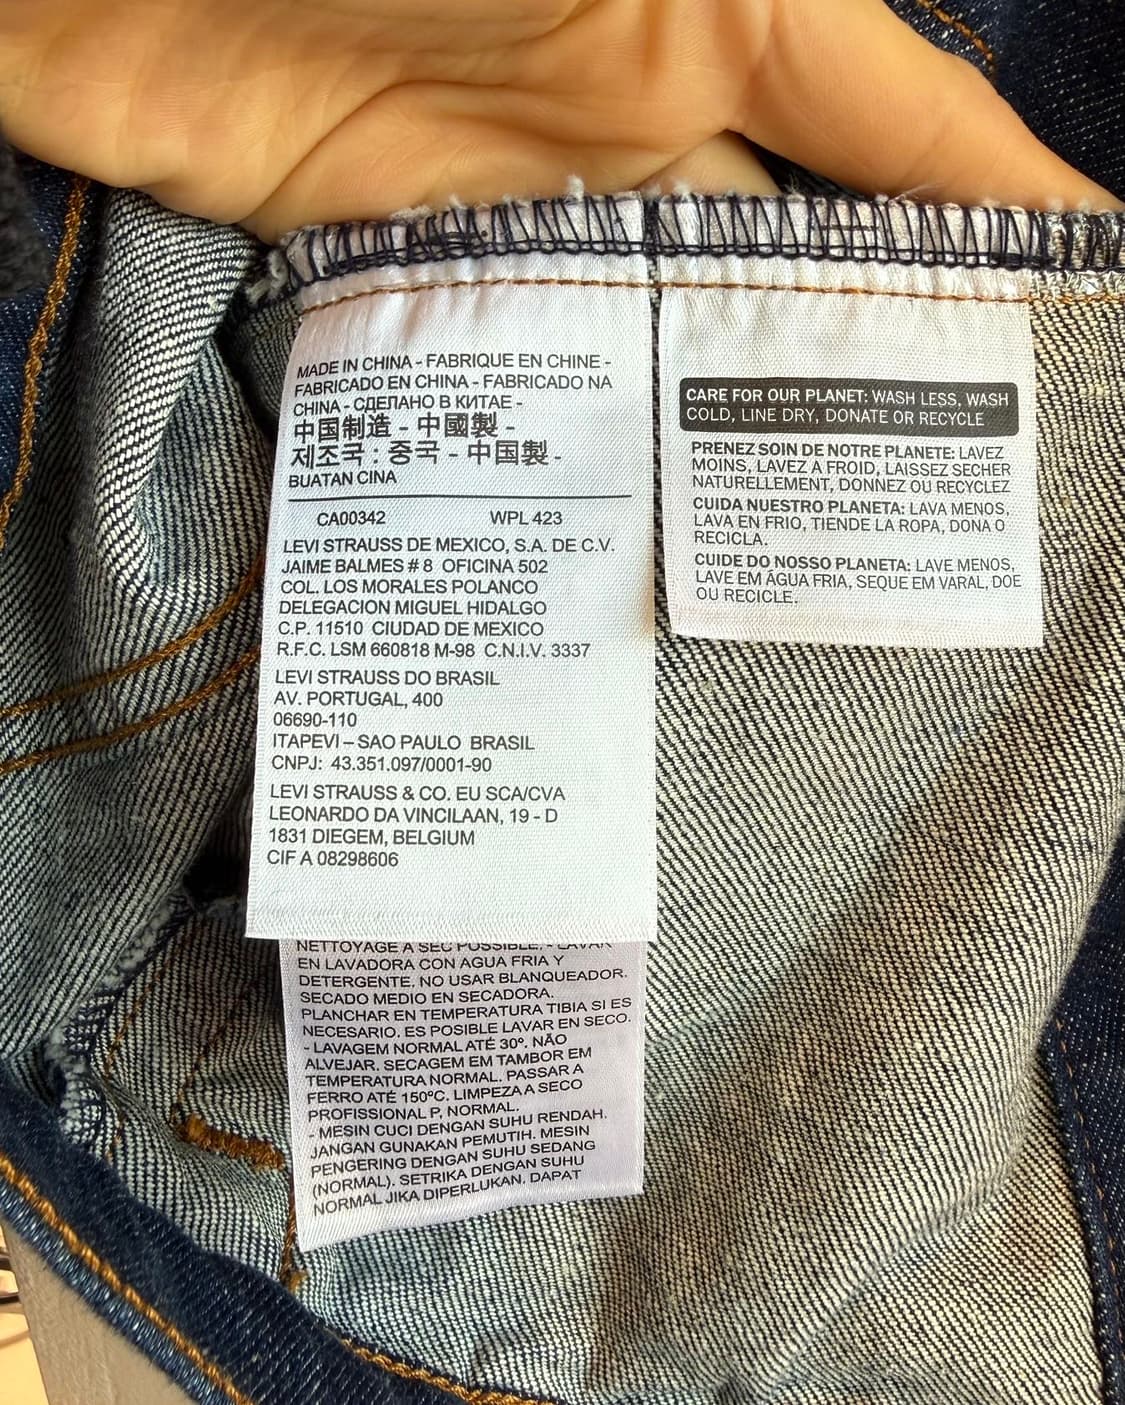 MADE IN CHINA - FABRIQUE EN CHINE -
FABRICADO EN CHINA - FABRICADO NA
CHINA - СДЕЛАНО В КИТАЕ -
中国制造 - 中國製 -
제조국 : 중국 - 中国製 -
BUATAN CINA
CA00342 WPL 423
LEVI STRAUSS DE MEXICO, S.A. DE C.V.
JAIME BALMES # 8 OFICINA 502
COL. LOS MORALES POLANCO
DELEGACION MIGUEL HIDALGO
C.P. 11510 CIUDAD DE MEXICO
R.F.C. LSM 660818 M-98 C.N.I.V. 3337
LEVI STRAUSS DO BRASIL
AV. PORTUGAL, 400
06690-110
ITAPEVI – SAO PAULO BRASIL
CNPJ: 43.351.097/0001-90
LEVI STRAUSS & CO. EU SCA/CVA
LEONARDO DA VINCILAAN, 19 - D
1831 DIEGEM, BELGIUM
CIF A 08298606
NETTOYAGE A SEC POSSIBLE. - LAVAR
EN LAVADORA CON AGUA FRIA Y
DETERGENTE. NO USAR BLANQUEADOR.
SECADO MEDIO EN SECADORA.
PLANCHAR EN TEMPERATURA TIBIA SI ES
NECESARIO. ES POSIBLE LAVAR EN SECO.
- LAVAGEM NORMAL ATÉ 30º. NÃO
ALVEJAR. SECAGEM EM TAMBOR EM
TEMPERATURA NORMAL. PASSAR A
FERRO ATÉ 150ºC. LIMPEZA A SECO
PROFISSIONAL P, NORMAL.
- MESIN CUCI DENGAN SUHU RENDAH.
JANGAN GUNAKAN PEMUTIH. MESIN
PENGERING DENGAN SUHU SEDANG
(NORMAL). SETRIKA DENGAN SUHU
NORMAL JIKA DIPERLUKAN. DAPAT
CARE FOR OUR PLANET: WASH LESS, WASH
COLD, LINE DRY, DONATE OR RECYCLE
PRENEZ SOIN DE NOTRE PLANETE: LAVEZ
MOINS, LAVEZ A FROID, LAISSEZ SECHER
NATURELLEMENT, DONNEZ OU RECYCLEZ
CUIDA NUESTRO PLANETA: LAVA MENOS,
LAVA EN FRIO, TIENDE LA ROPA, DONA O
RECICLA.
CUIDE DO NOSSO PLANETA: LAVE MENOS,
LAVE EM ÁGUA FRIA, SEQUE EM VARAL, DOE
OU RECICLE.